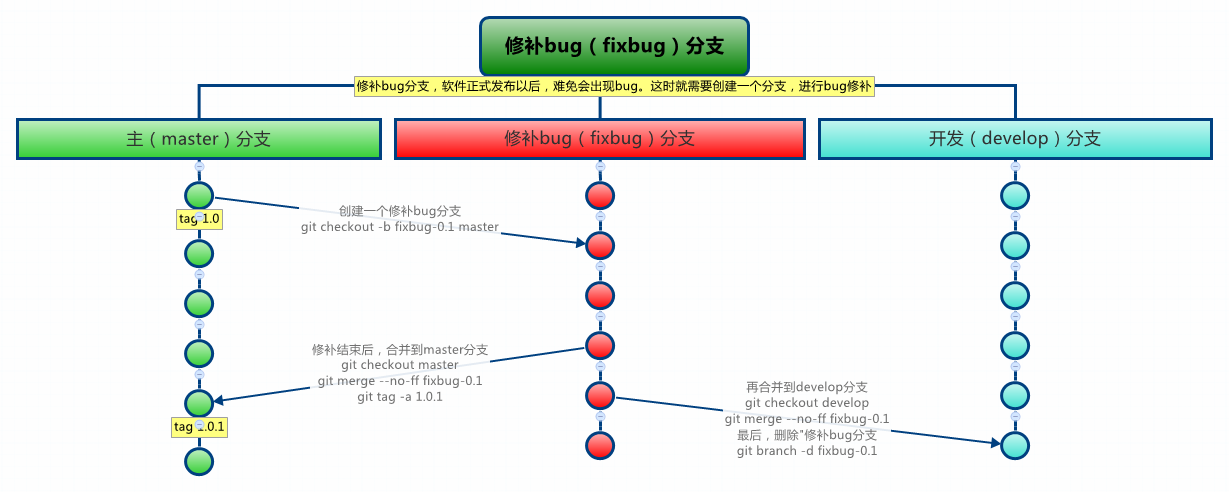 修补bug（fixbug）分支
修补bug分支，软件正式发布以后，难免会出现bug。这时就需要创建一个分支，进行bug修补
主（master）分支
修补bug（fixbug）分支
开发（develop）分支
tag 1.0
创建一个修补bug分支
git checkout -b fixbug-0.1 master
修补结束后，合并到master分支
git checkout master
git merge --no-ff fixbug-0.1
git tag -a 1.0.1
tag 1.0.1
再合并到develop分支
git checkout develop
git merge --no-ff fixbug-0.1
最后，删除"修补bug分支
git branch -d fixbug-0.1